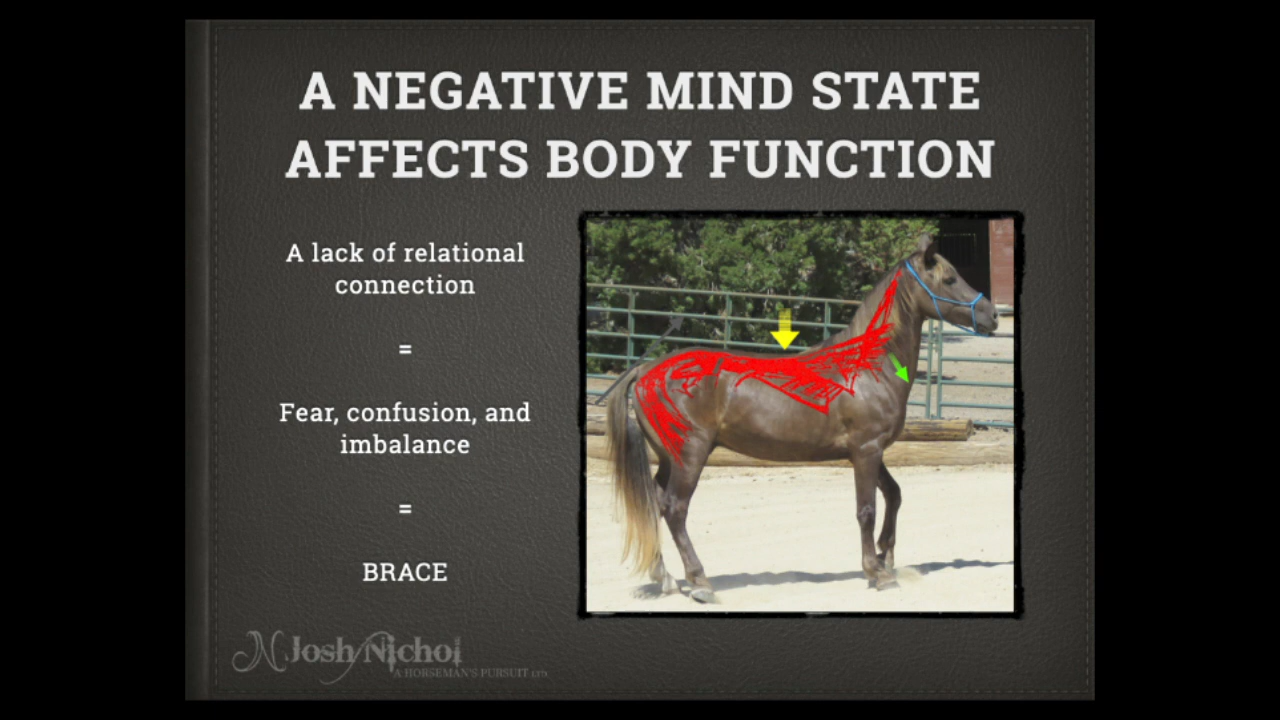 A NEGATIVE MIND STATE
AFFECTS BODY FUNCTION
A lack of relational
connection
=
Fear, confusion, and
imbalance
=
BRACE
N Josh Nichol
A HORSEMAN'S PURSUIT LTD.